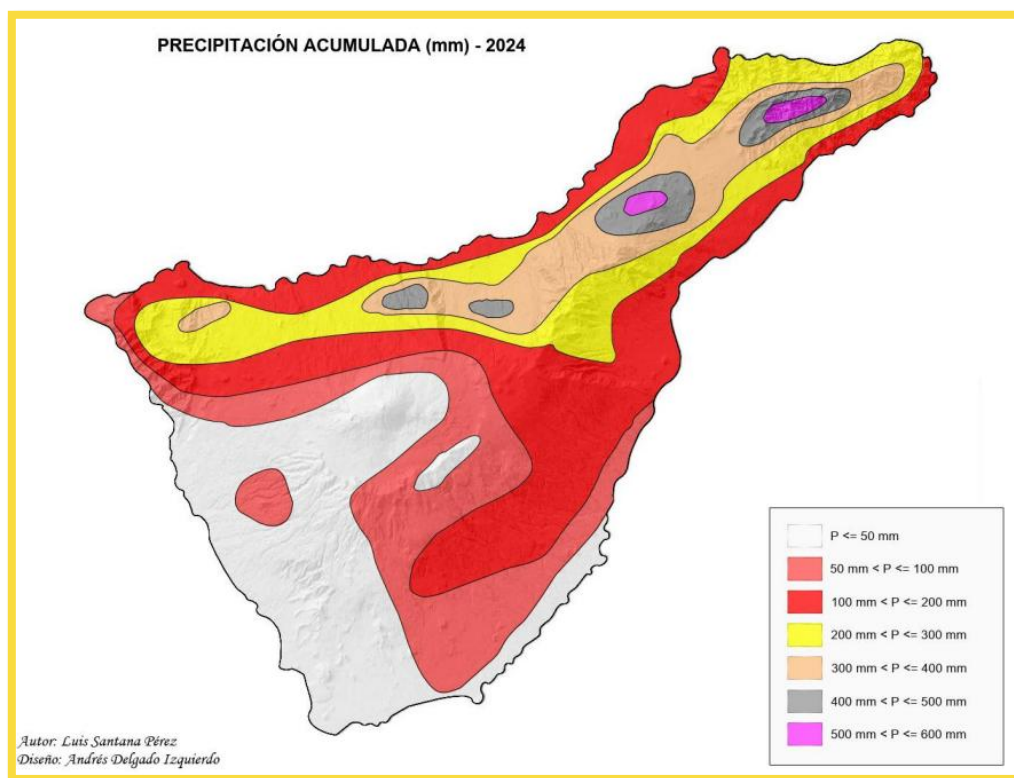 PRECIPITACIÓN ACUMULADA (mm) - 2024
P <= 50 mm
50 mm < P <= 100 mm
100 mm < P <= 200 mm
200 mm < P <= 300 mm
300 mm < P <= 400 mm
400 mm < P <= 500 mm
500 mm < P <= 600 mm
Autor: Luis Santana Pérez
Diseño: Andrés Delgado Izquierdo